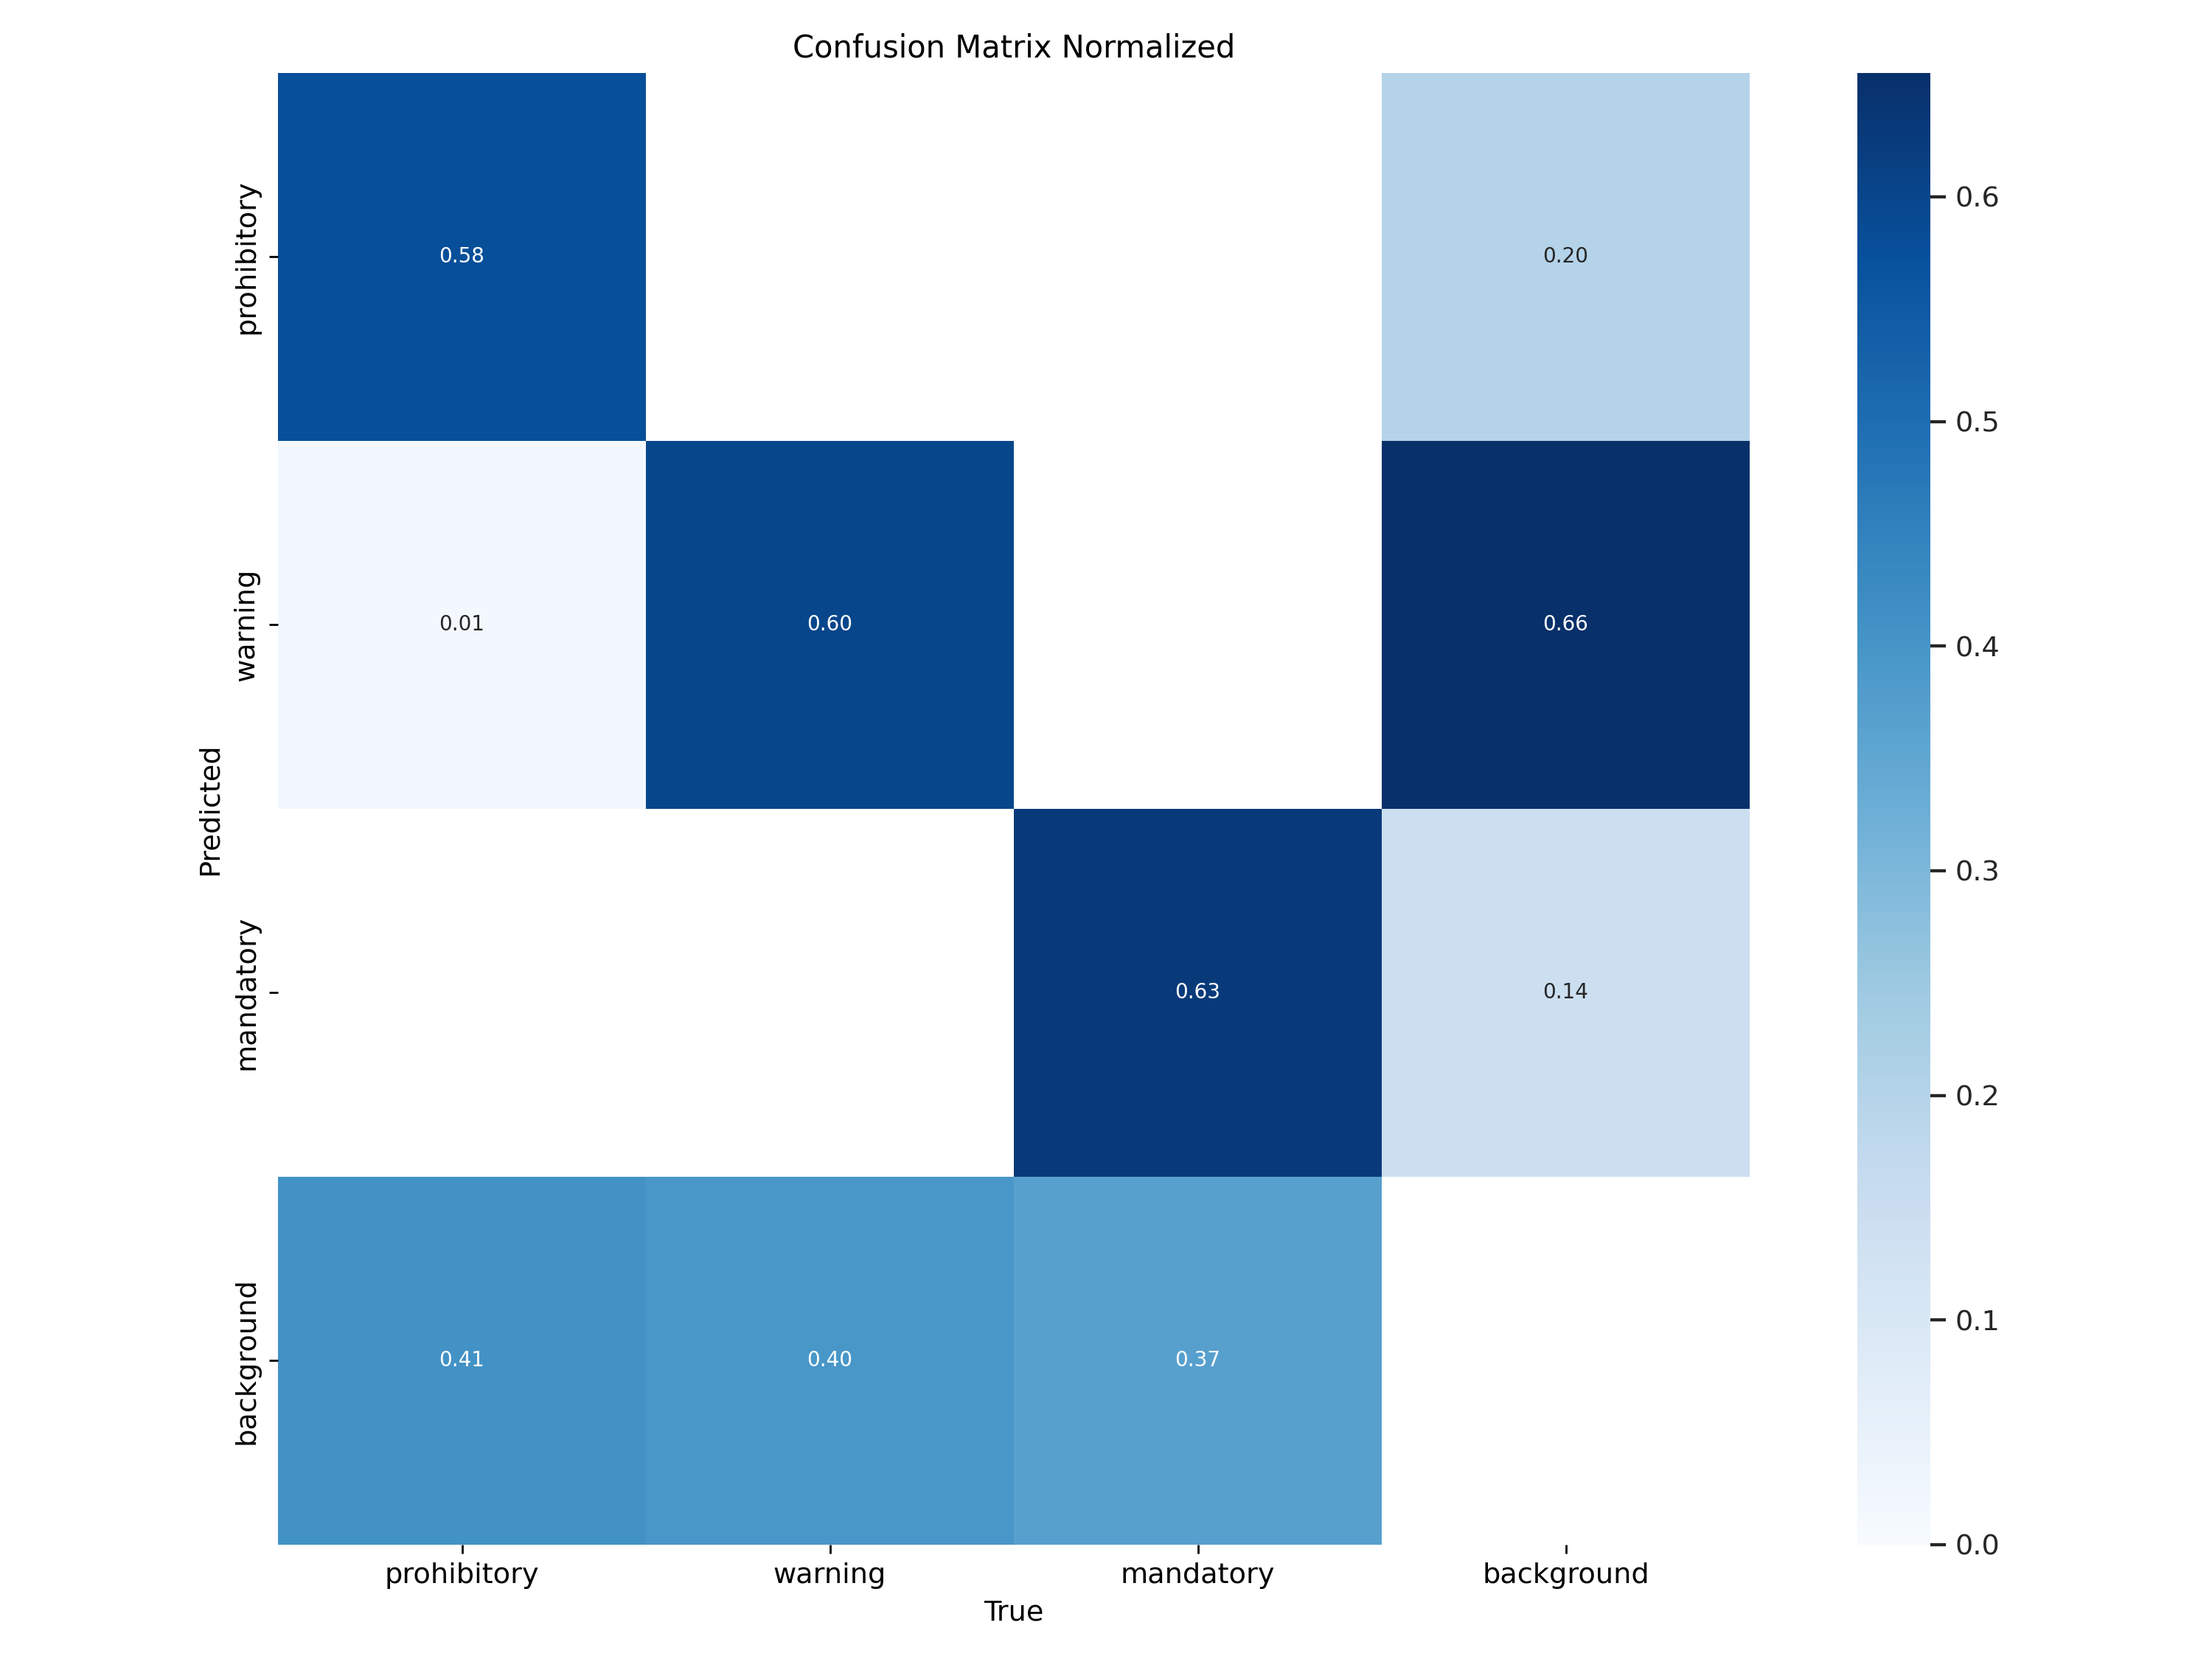 Confusion Matrix Normalized
prohibitory
0.58
0.20
0.6
0.5
warning
0.01
0.60
0.66
0.4
Predicted
0.3
mandatory
0.63
0.14
0.2
background
0.41
0.40
0.37
0.1
0.0
prohibitory
warning
mandatory
background
True